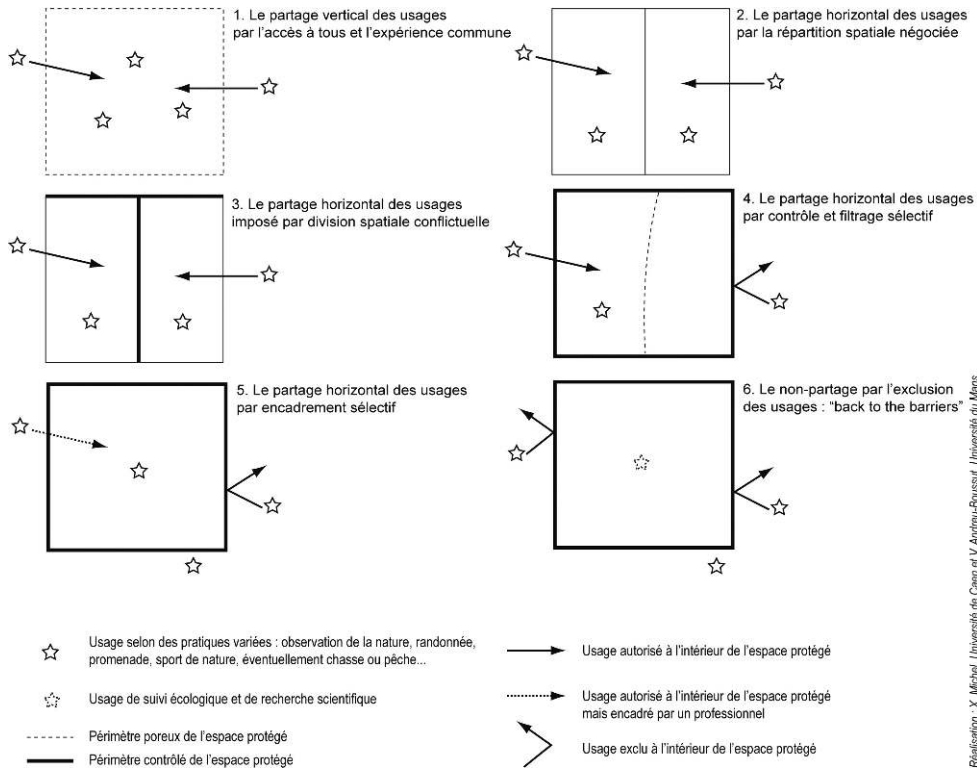 1. Le partage vertical des usages
par l'accès à tous et l'expérience commune
2. Le partage horizontal des usages
par la répartition spatiale négociée
3. Le partage horizontal des usages
imposé par division spatiale conflictuelle
4. Le partage horizontal des usages
par contrôle et filtrage sélectif
5. Le partage horizontal des usages
par encadrement sélectif
6. Le non-partage par l'exclusion
des usages : "back to the barriers"
Usage selon des pratiques variées : observation de la nature, randonnée,
promenade, sport de nature, éventuellement chasse ou pêche...
Usage de suivi écologique et de recherche scientifique
Périmètre poreux de l'espace protégé
Périmètre contrôlé de l'espace protégé
Usage autorisé à l'intérieur de l'espace protégé
Usage autorisé à l'intérieur de l'espace protégé
mais encadré par un professionnel
Usage exclu à l'intérieur de l'espace protégé
Réalisation : X. Michel, Université de Caen et V. Andreu-Boussut, Université du Mans